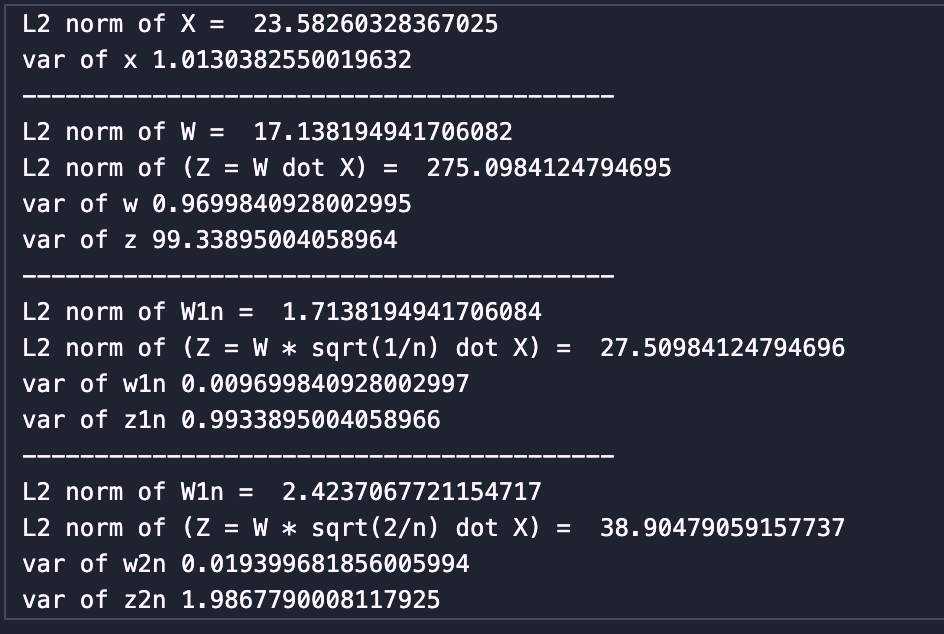 L2 norm of X =  23.58260328367025
var of x 1.0130382550019632
-----------------------------------------
L2 norm of W =  17.138194941706082
L2 norm of (Z = W dot X) =  275.0984124794695
var of w 0.9699840928002995
var of z 99.33895004058964
-----------------------------------------
L2 norm of W1n =  1.7138194941706084
L2 norm of (Z = W * sqrt(1/n) dot X) =  27.50984124794696
var of w1n 0.009699840928002997
var of z1n 0.9933895004058966
-----------------------------------------
L2 norm of W1n =  2.4237067721154717
L2 norm of (Z = W * sqrt(2/n) dot X) =  38.90479059157737
var of w2n 0.019399681856005994
var of z2n 1.9867790008117925